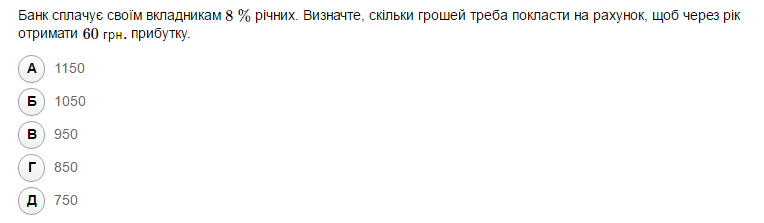 Банк сплачує своїм вкладникам 8 % річних. Визначте, скільки грошей треба покласти на рахунок, щоб через рік
отримати 60 грн. прибутку.
А 1150
Б 1050
В 950
Г 850
Д 750